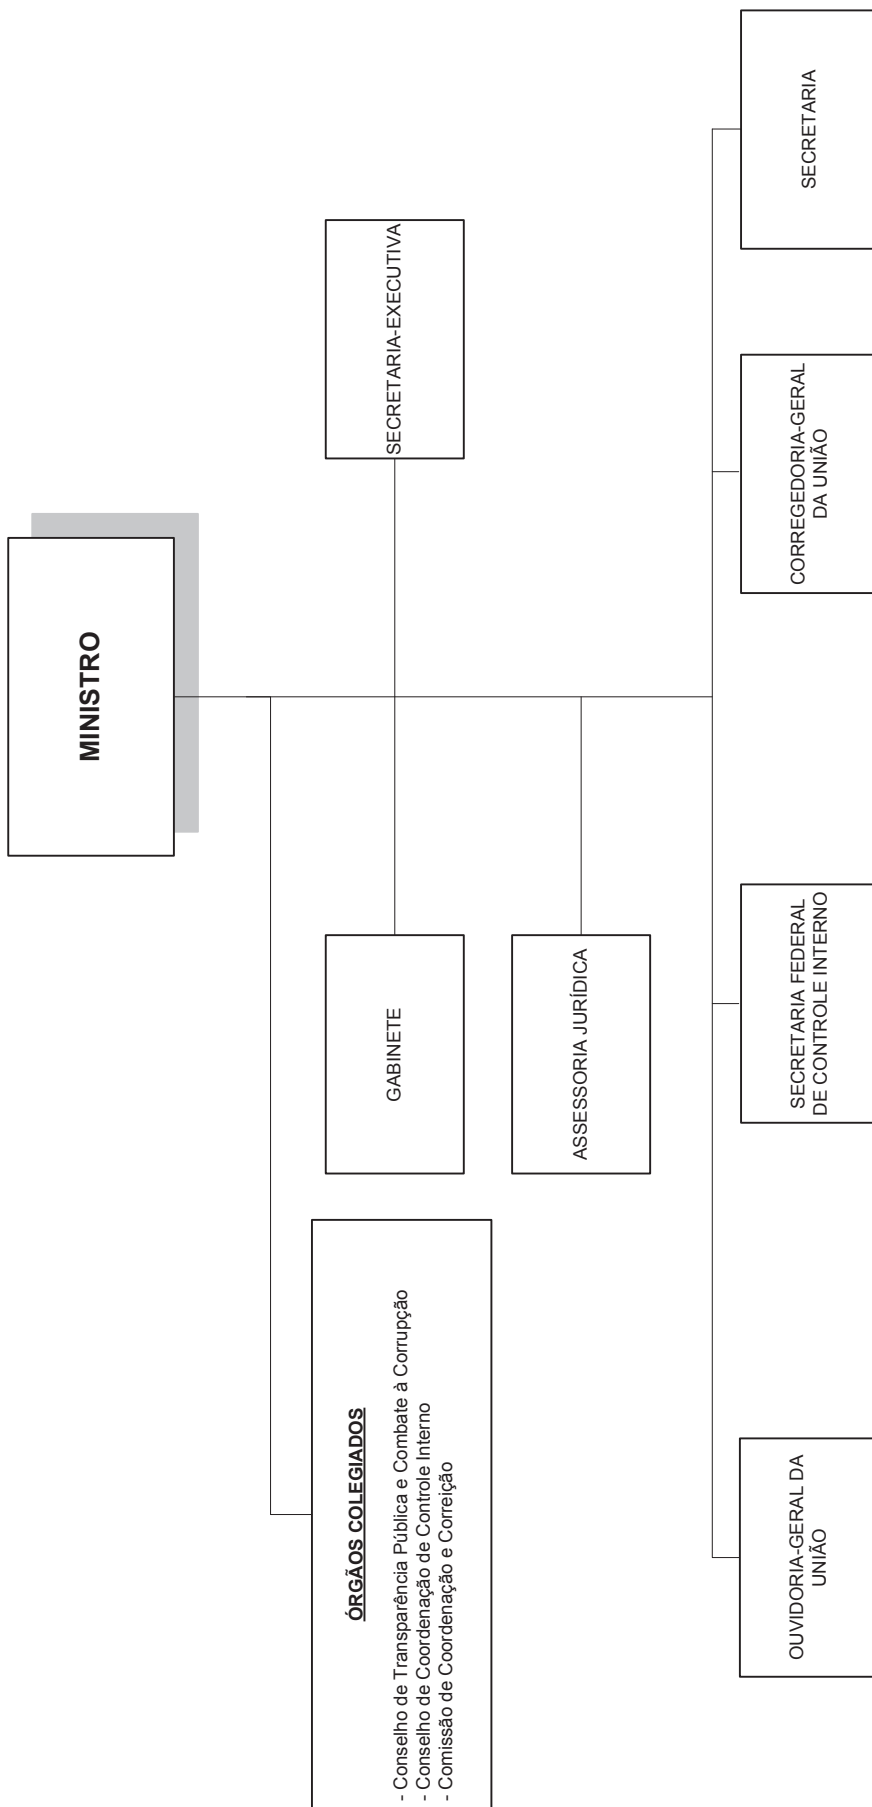 MINISTRO
ÓRGÃOS COLEGIADOS
- Conselho de Transparência Pública e Combate à Corrupção
- Conselho de Coordenação de Controle Interno
- Comissão de Coordenação e Correição
GABINETE
SECRETARIA-EXECUTIVA
ASSESSORIA JURÍDICA
OUVIDORIA-GERAL DA
UNIÃO
SECRETARIA FEDERAL
DE CONTROLE INTERNO
CORREGEDORIA-GERAL
DA UNIÃO
SECRETARIA